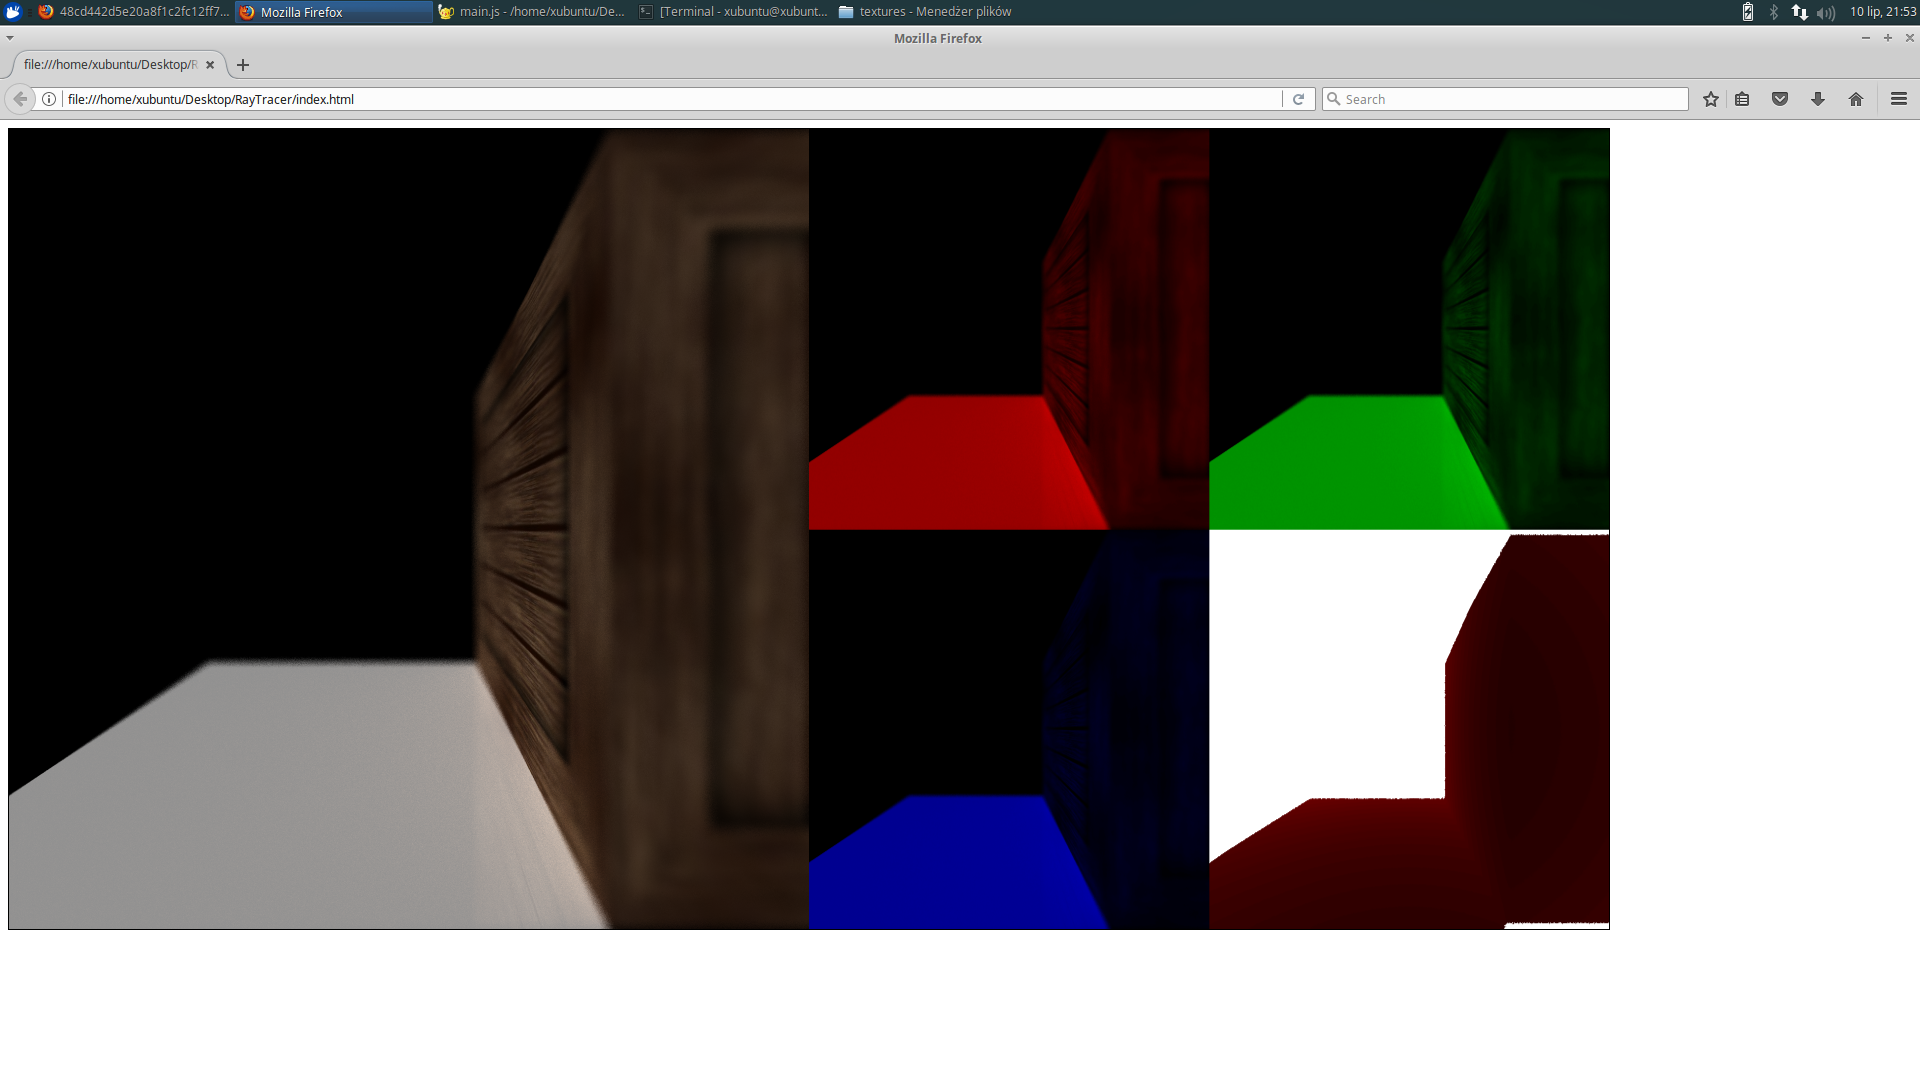 48cd442d5e20a8f1c2fc12ff7...
Mozilla Firefox
main.js - /home/xubuntu/De...
[Terminal - xubuntu@xubunt...
textures - Menedżer plików
10 lip, 21:53
Mozilla Firefox
file:///home/xubuntu/Desktop/R
file:///home/xubuntu/Desktop/RayTracer/index.html
Search